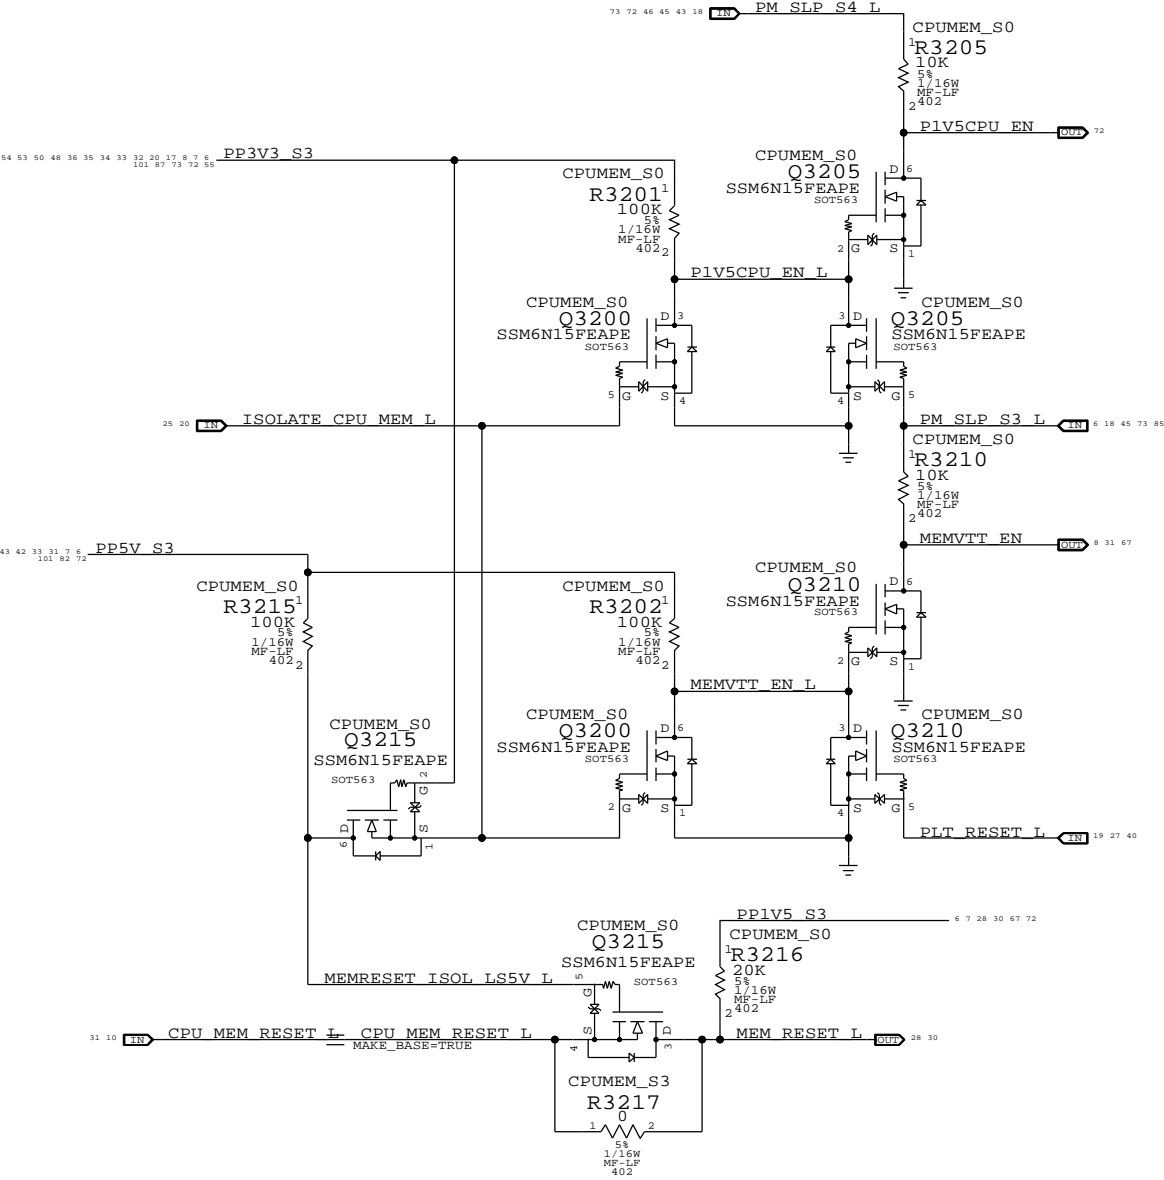 73 72 46 45 43 18 IN PM_SLP_S4_L
CPUMEM_S0
1
R3205
10K
5%
1/16W
MF-LF
402
2
P1V5CPU_EN OUT 72
54 53 50 48 36 35 34 33 32 20 17 8 7 6
101 87 73 72 55
PP3V3_S3
CPUMEM_S0
Q3205
SSM6N15FEAPE
SOT563
D 6
2 G S 1
CPUMEM_S0
R3201
1
100K
5%
1/16W
MF-LF
402
2
P1V5CPU_EN_L
CPUMEM_S0
Q3200
SSM6N15FEAPE
SOT563
D 3
5 G S 4
CPUMEM_S0
Q3205
SSM6N15FEAPE
SOT563
3 D
4 S G 5
25 20 IN ISOLATE_CPU_MEM_L
PM_SLP_S3_L IN 6 18 45 73 85
CPUMEM_S0
1
R3210
10K
5%
1/16W
MF-LF
402
2
MEMVTT_EN OUT 8 31 67
43 42 33 31 7 6
101 82 72
PP5V_S3
CPUMEM_S0
R3215
1
100K
5%
1/16W
MF-LF
402
2
CPUMEM_S0
R3202
1
100K
5%
1/16W
MF-LF
402
2
CPUMEM_S0
Q3210
SSM6N15FEAPE
SOT563
D 6
2 G S 1
MEMVTT_EN_L
CPUMEM_S0
Q3215
SSM6N15FEAPE
SOT563
G 2
6 D S 1
CPUMEM_S0
Q3200
SSM6N15FEAPE
SOT563
D 6
2 G S 1
CPUMEM_S0
Q3210
SSM6N15FEAPE
SOT563
3 D
4 S G 5
PLT_RESET_L IN 19 27 40
PP1V5_S3 6 7 28 30 67 72
CPUMEM_S0
Q3215
SSM6N15FEAPE
SOT563
5 G
4 S D 3
CPUMEM_S0
1
R3216
20K
5%
1/16W
MF-LF
402
2
MEMRESET_ISOL_LS5V_L
31 10 IN CPU_MEM_RESET_L CPU_MEM_RESET_L
MAKE_BASE=TRUE
MEM_RESET_L OUT 28 30
CPUMEM_S3
R3217
0
1 2
5%
1/16W
MF-LF
402